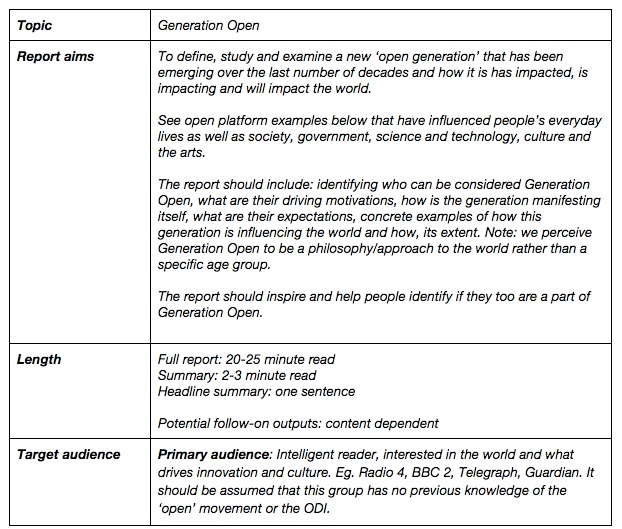 Topic
Generation Open
Report aims
To define, study and examine a new ‘open generation’ that has been
emerging over the last number of decades and how it is has impacted, is
impacting and will impact the world.
See open platform examples below that have influenced people’s everyday
lives as well as society, government, science and technology, culture and
the arts.
The report should include: identifying who can be considered Generation
Open, what are their driving motivations, how is the generation manifesting
itself, what are their expectations, concrete examples of how this
generation is influencing the world and how, its extent. Note: we perceive
Generation Open to be a philosophy/approach to the world rather than a
specific age group.
The report should inspire and help people identify if they too are a part of
Generation Open.
Length
Full report: 20-25 minute read
Summary: 2-3 minute read
Headline summary: one sentence
Potential follow-on outputs: content dependent
Target audience
Primary audience: Intelligent reader, interested in the world and what
drives innovation and culture. Eg. Radio 4, BBC 2, Telegraph, Guardian. It
should be assumed that this group has no previous knowledge of the
‘open’ movement or the ODI.